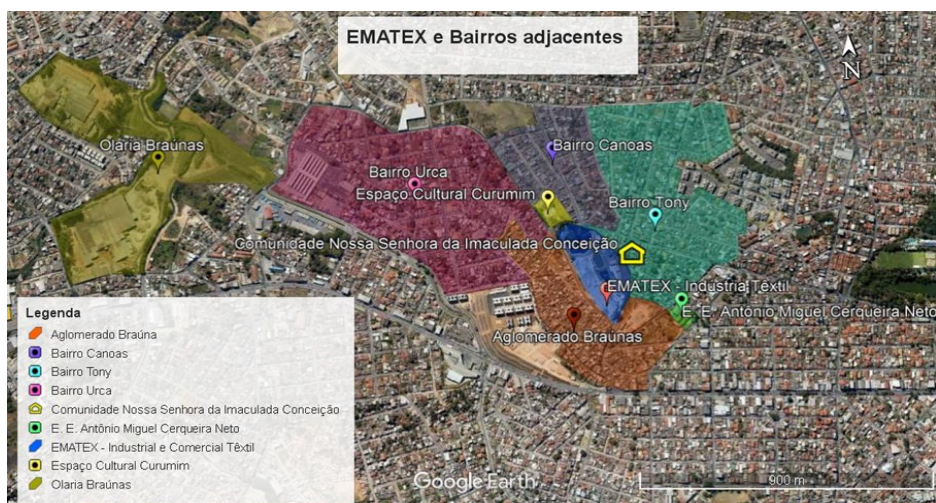 EMATEX e Bairros adjacentes
N
Olaria Braúnas
Bairro Canoas
Bairro Urca
Espaço Cultural Curumim
Bairro Tony
Comunidade Nossa Senhora da Imaculada Conceição
EMATEX - Industria Têxtil
E. E. Antônio Miguel Cerqueira Neto
Aglomerado Braúnas
Legenda
Aglomerado Braúna
Bairro Canoas
Bairro Tony
Bairro Urca
Comunidade Nossa Senhora da Imaculada Conceição
E. E. Antônio Miguel Cerqueira Neto
EMATEX - Industrial e Comercial Têxtil
Espaço Cultural Curumim
Olaria Braúnas
Google Earth
900 m